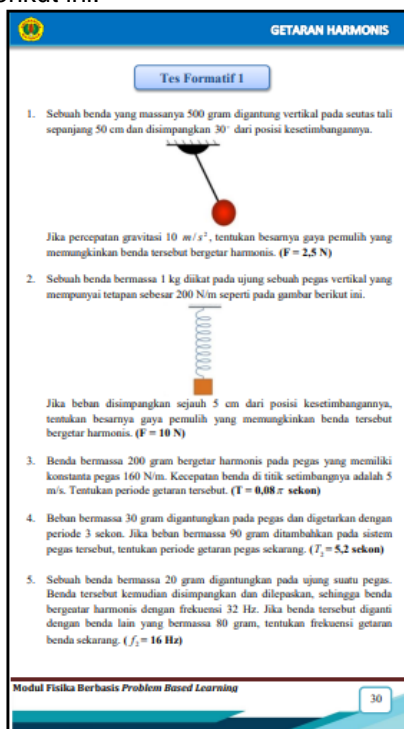 GETARAN HARMONIS
Tes Formatif 1
1. Sebuah benda yang massanya 500 gram digantung vertikal pada seutas tali
sepanjang 50 cm dan disimpangkan 30° dari posisi kesetimbangannya.
Jika percepatan gravitasi 10 m/s², tentukan besarnya gaya pemulih yang
memungkinkan benda tersebut bergetar harmonis. (F = 2,5 N)
2. Sebuah benda bermassa 1 kg diikat pada ujung sebuah pegas vertikal yang
mempunyai tetapan sebesar 200 N/m seperti pada gambar berikut ini.
Jika beban disimpangkan sejauh 5 cm dari posisi kesetimbangannya,
tentukan besarnya gaya pemulih yang memungkinkan benda tersebut
bergetar harmonis. (F = 10 N)
3. Benda bermassa 200 gram bergetar harmonis pada pegas yang memiliki
konstanta pegas 160 N/m. Kecepatan benda di titik setimbangnya adalah 5
m/s. Tentukan periode getaran tersebut. (T = 0,08 π sekon)
4. Beban bermassa 30 gram digantungkan pada pegas dan digetarkan dengan
periode 3 sekon. Jika beban bermassa 90 gram ditambahkan pada sistem
pegas tersebut, tentukan periode getaran pegas sekarang. (T₂ = 5,2 sekon)
5. Sebuah benda bermassa 20 gram digantungkan pada ujung suatu pegas.
Benda tersebut kemudian disimpangkan dan dilepaskan, sehingga benda
bergeatar harmonis dengan frekuensi 32 Hz. Jika benda tersebut diganti
dengan benda lain yang bermassa 80 gram, tentukan frekuensi getaran
benda sekarang. (f₂ = 16 Hz)
Modul Fisika Berbasis Problem Based Learning
30